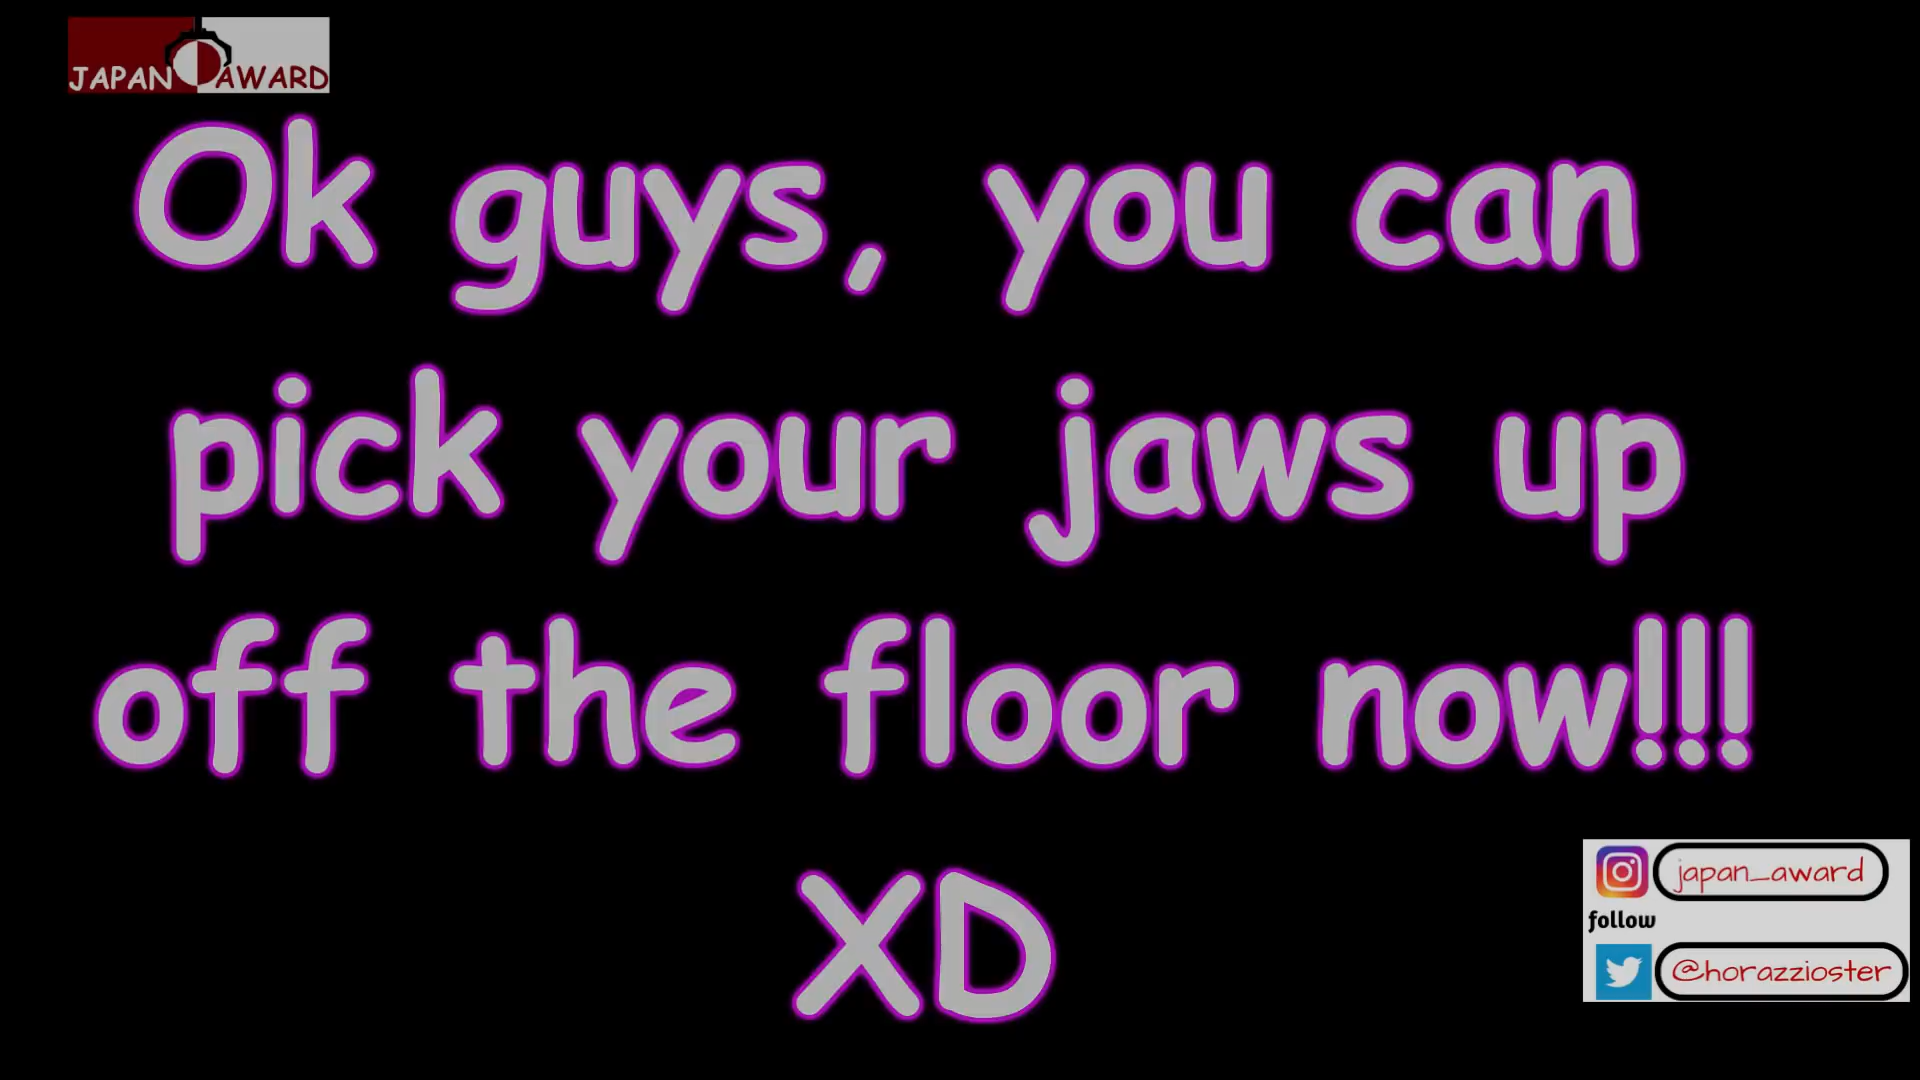 JAPAN AWARD
Ok guys, you can
pick your jaws up
off the floor now!!!
XD
japan_award
follow
@horazzioster